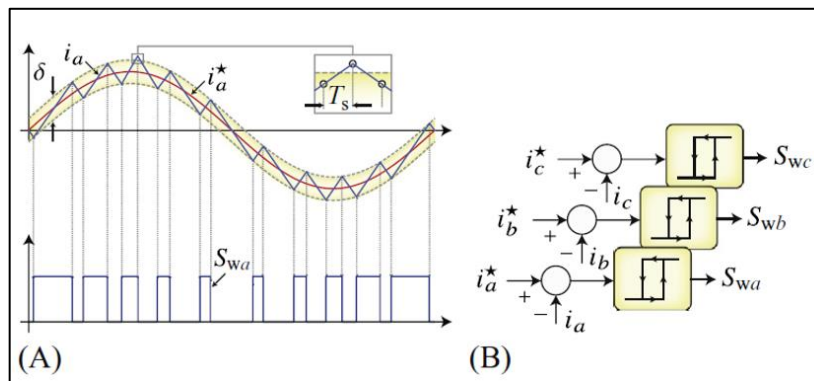 δ
i_a
i_a^★
T_s
S_wa
(A)
i_c^★
+
−
i_c
S_wc
i_b^★
+
−
i_b
S_wb
i_a^★
+
−
i_a
S_wa
(B)